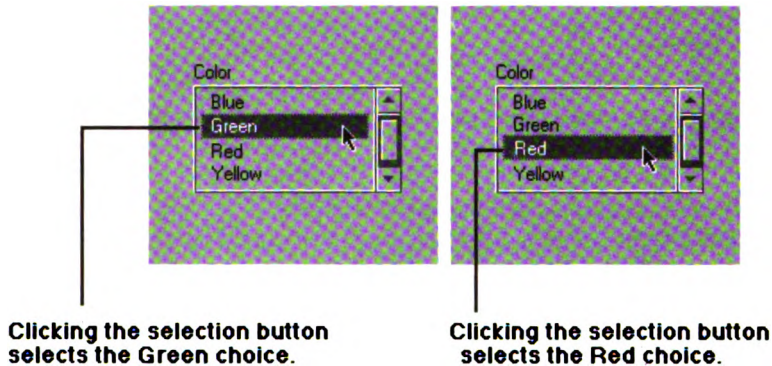 Color
Blue
Green
Red
Yellow
Color
Blue
Green
Red
Yellow
Clicking the selection button
selects the Green choice.
Clicking the selection button
selects the Red choice.